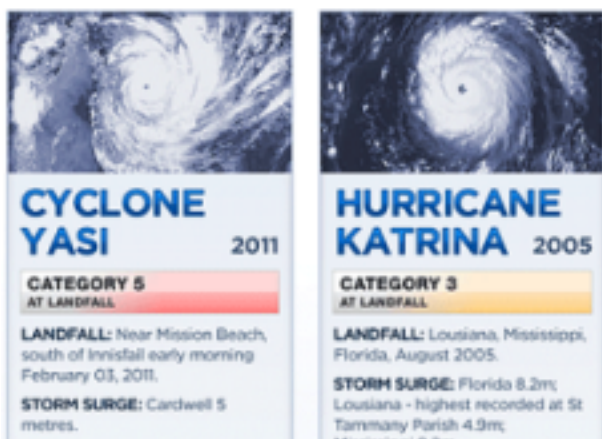 CYCLONE
YASI 2011
CATEGORY 5
AT LANDFALL
LANDFALL: Near Mission Beach,
south of Innisfail early morning
February 03, 2011.
STORM SURGE: Cardwell 5
metres.
HURRICANE
KATRINA 2005
CATEGORY 3
AT LANDFALL
LANDFALL: Lousiana, Mississippi,
Florida, August 2005.
STORM SURGE: Florida 8.2m;
Lousiana - highest recorded at St
Tammany Parish 4.9m;